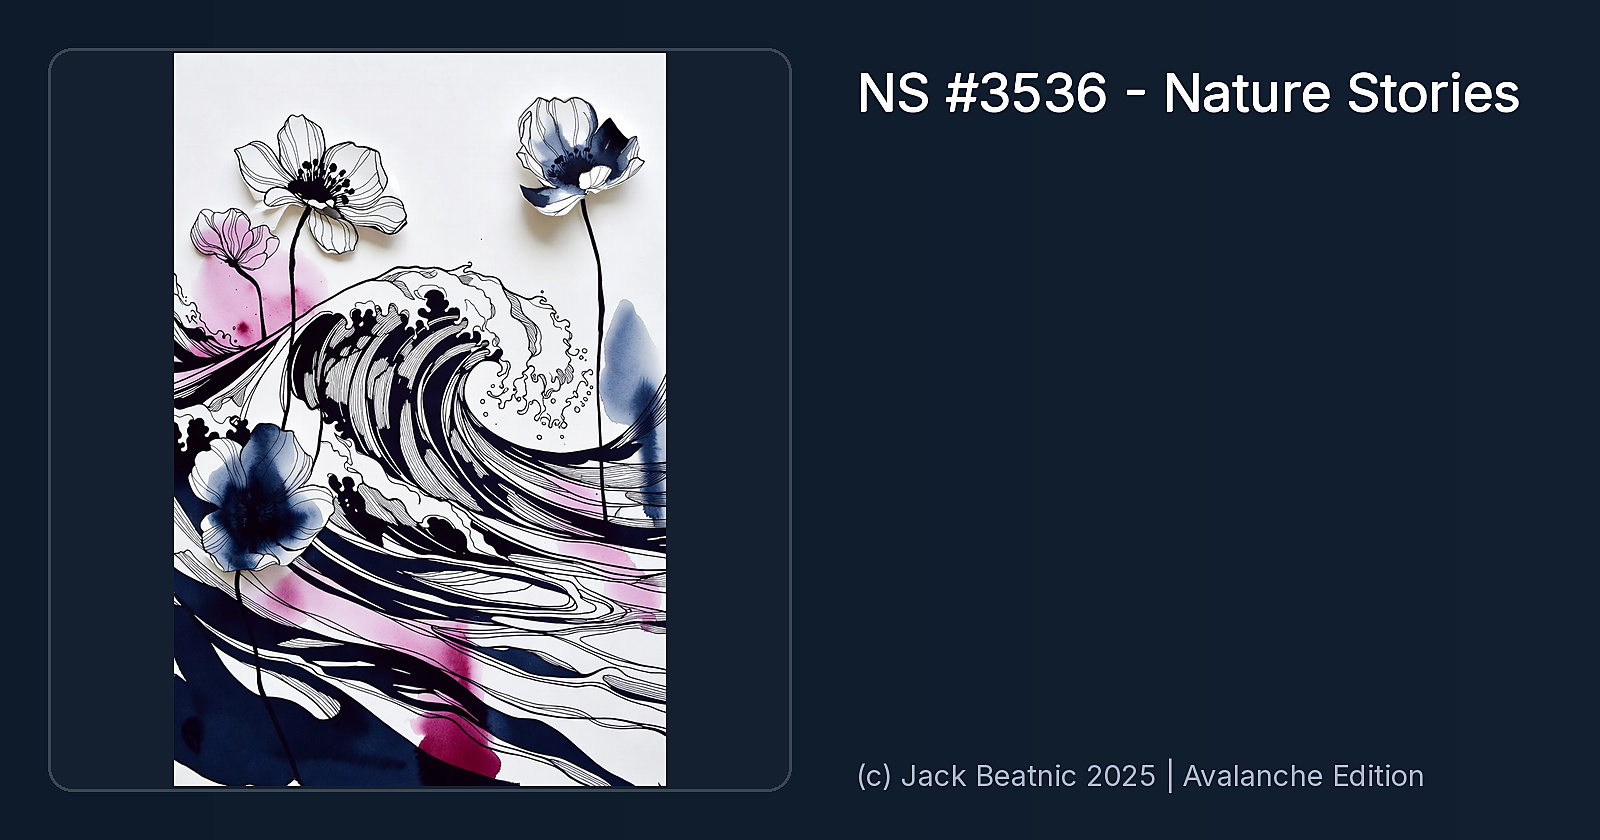 NS #3536 - Nature Stories
(c) Jack Beatnic 2025 | Avalanche Edition